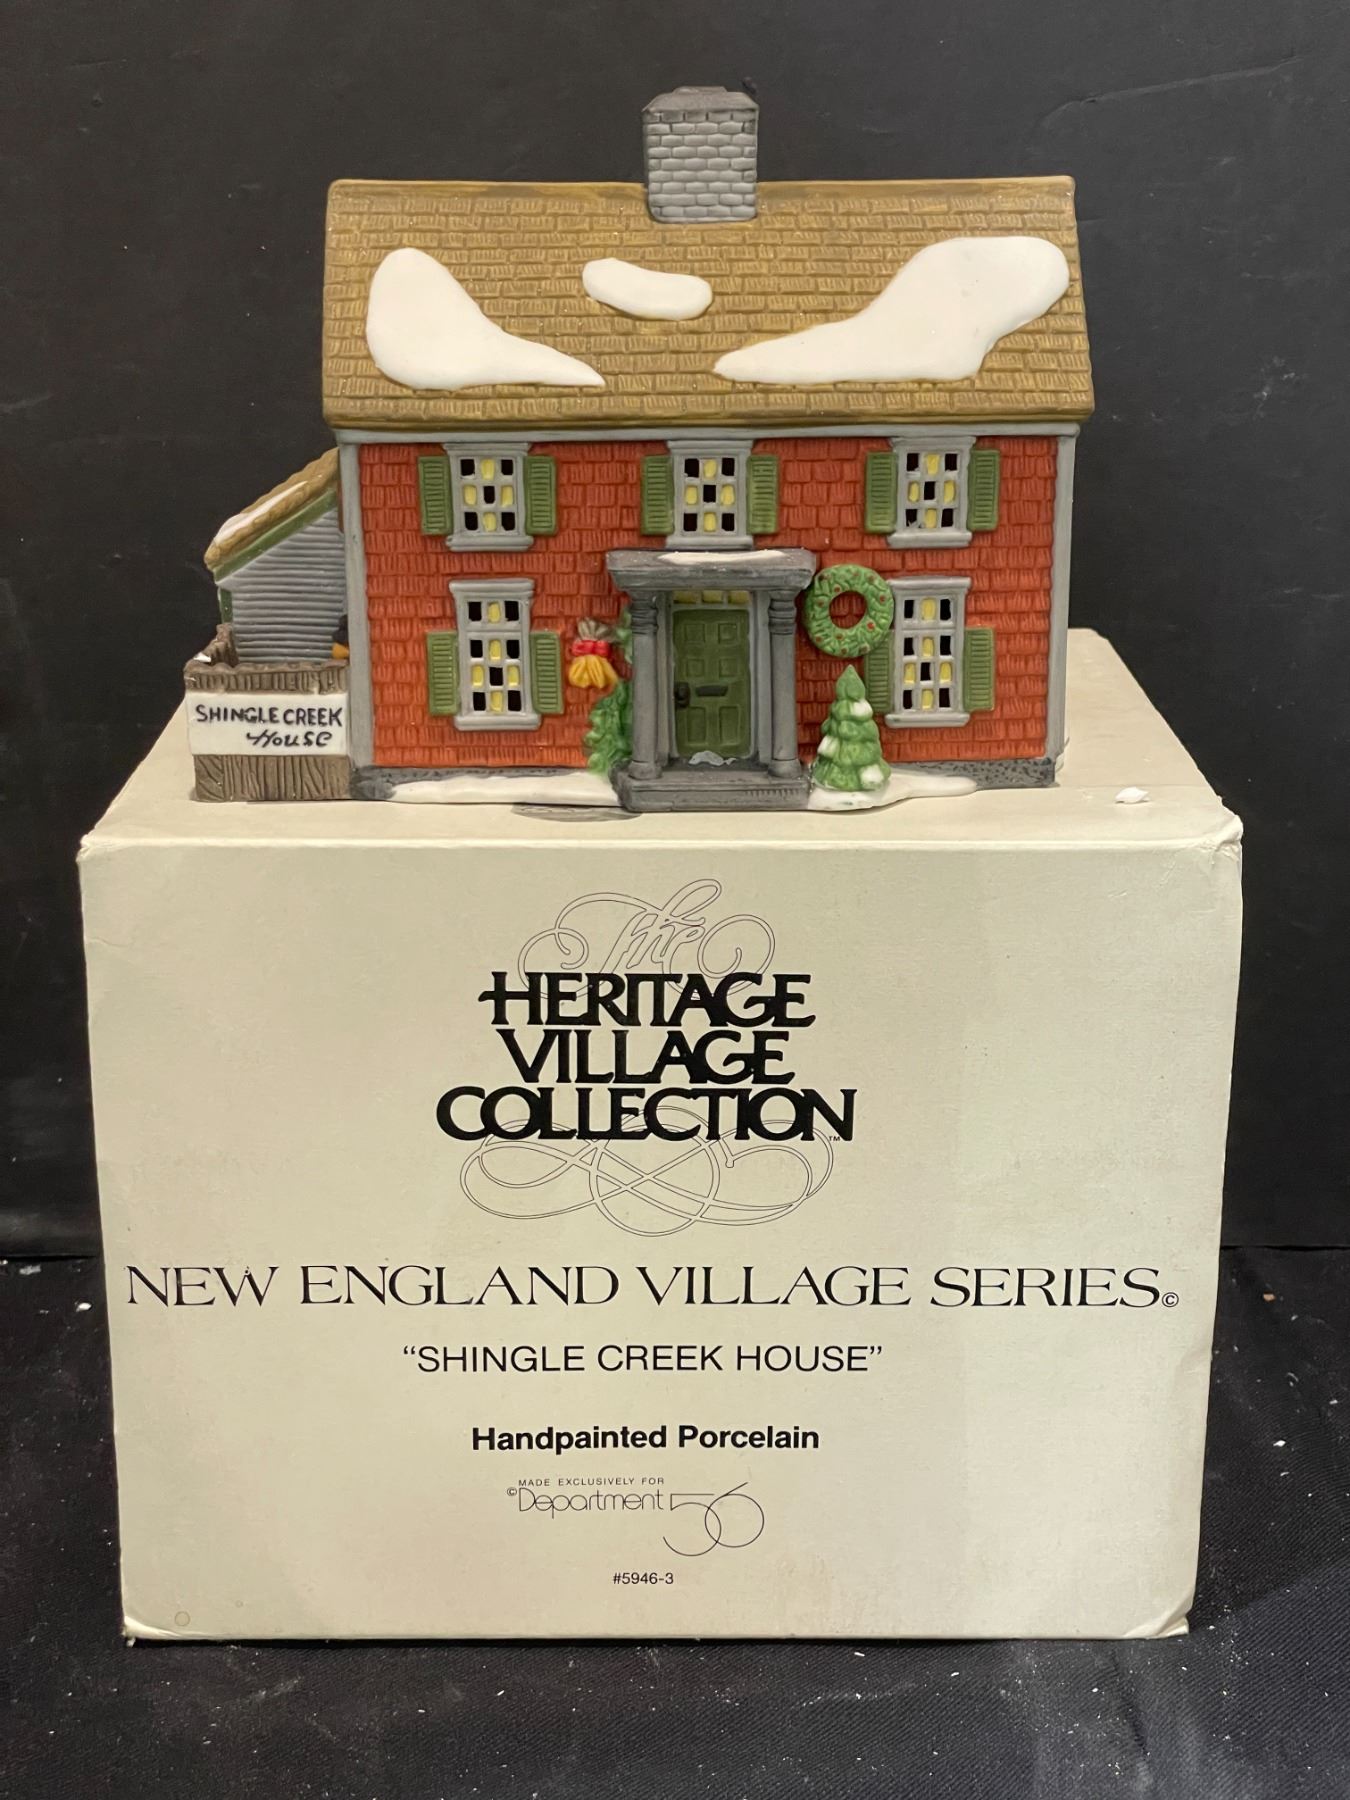 SHINGLE CREEK
House
The
HERITAGE
VILLAGE
COLLECTION™
NEW ENGLAND VILLAGE SERIES©
“SHINGLE CREEK HOUSE”
Handpainted Porcelain
MADE EXCLUSIVELY FOR
©Department 56
#5946-3